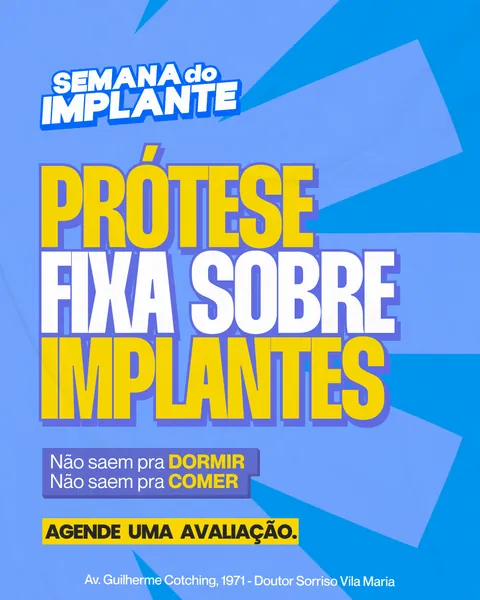 SEMANA do
IMPLANTE
PRÓTESE
FIXA SOBRE
IMPLANTES
Não saem pra DORMIR
Não saem pra COMER
AGENDE UMA AVALIAÇÃO.
Av. Guilherme Cotching, 1971 - Doutor Sorriso Vila Maria